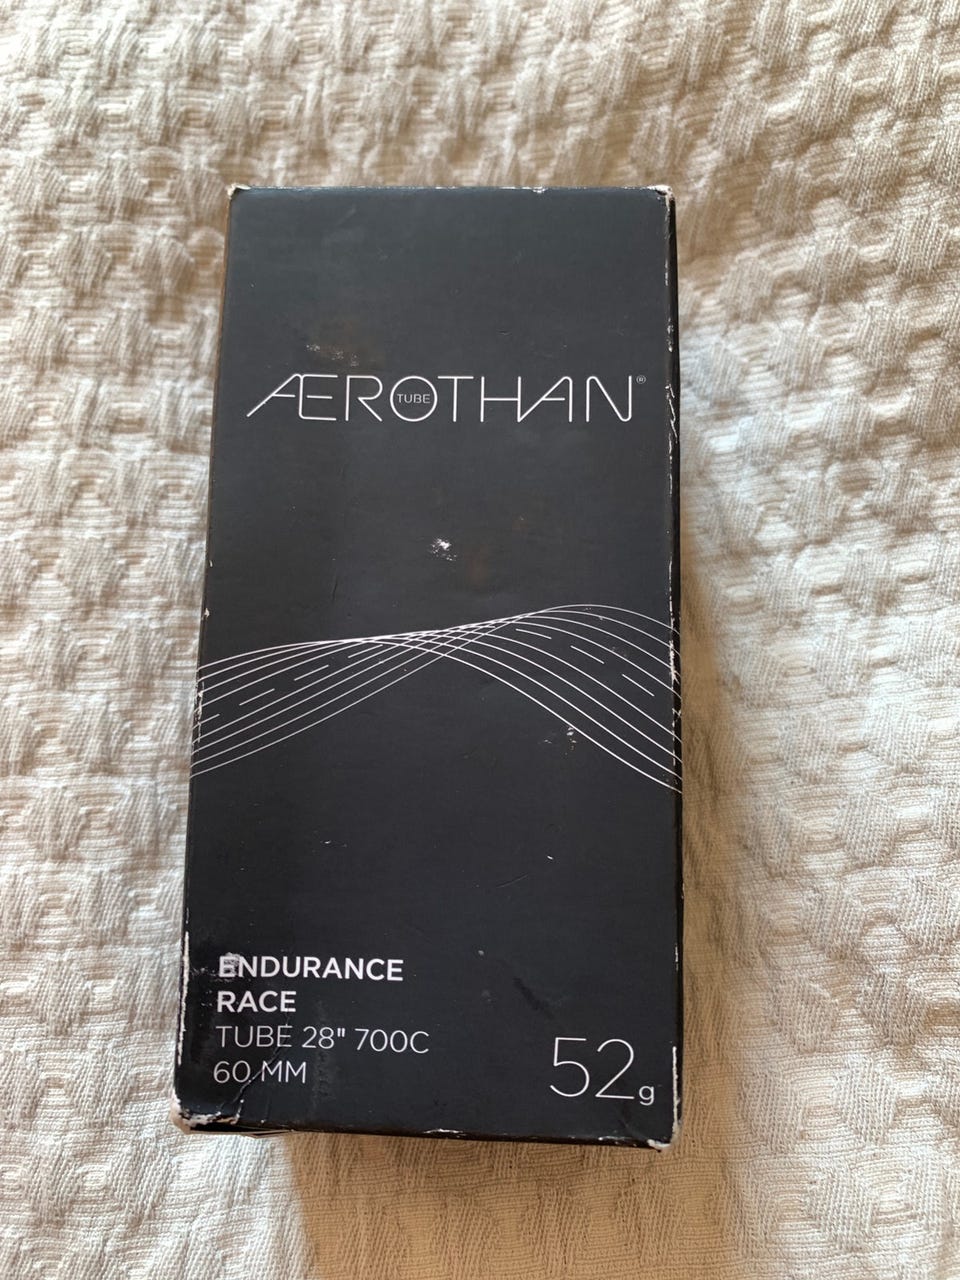 ÆROTHAN®
TUBE
ENDURANCE
RACE
TUBE 28" 700C
60 MM
52g